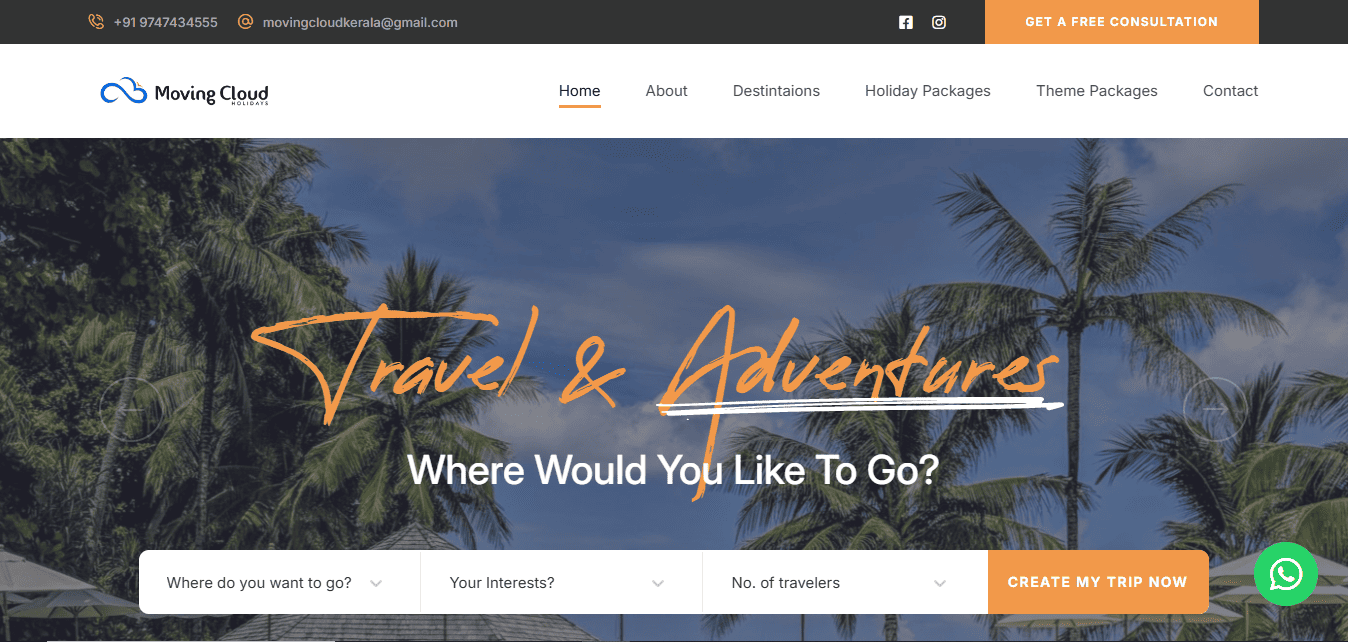 +91 9747434555 movingcloudkerala@gmail.com GET A FREE CONSULTATION
Moving Cloud
HOLIDAYS
Home About Destintaions Holiday Packages Theme Packages Contact
Travel & Adventures
Where Would You Like To Go?
Where do you want to go? Your Interests? No. of travelers CREATE MY TRIP NOW